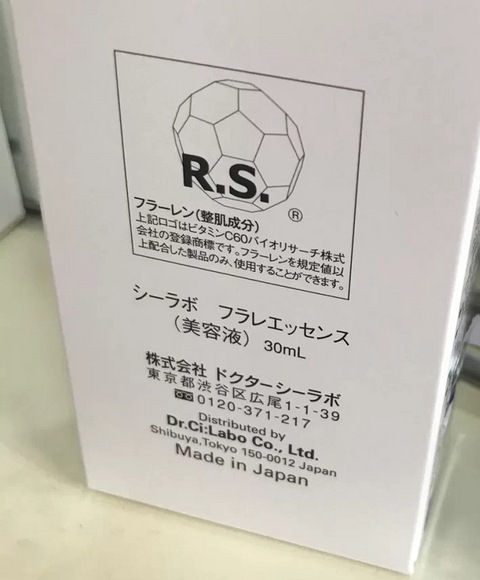 R.S.
®
フラーレン(整肌成分)
上記ロゴはビタミンC60バイオリサーチ株式
会社の登録商標です。フラーレンを規定値以
上配合した製品のみ、使用することができます。
シーラボ フラレエッセンス
(美容液) 30mL
株式会社 ドクターシーラボ
東京都渋谷区広尾1-1-39
0120-371-217
Distributed by
Dr.Ci:Labo Co., Ltd.
Shibuya,Tokyo 150-0012 Japan
Made in Japan